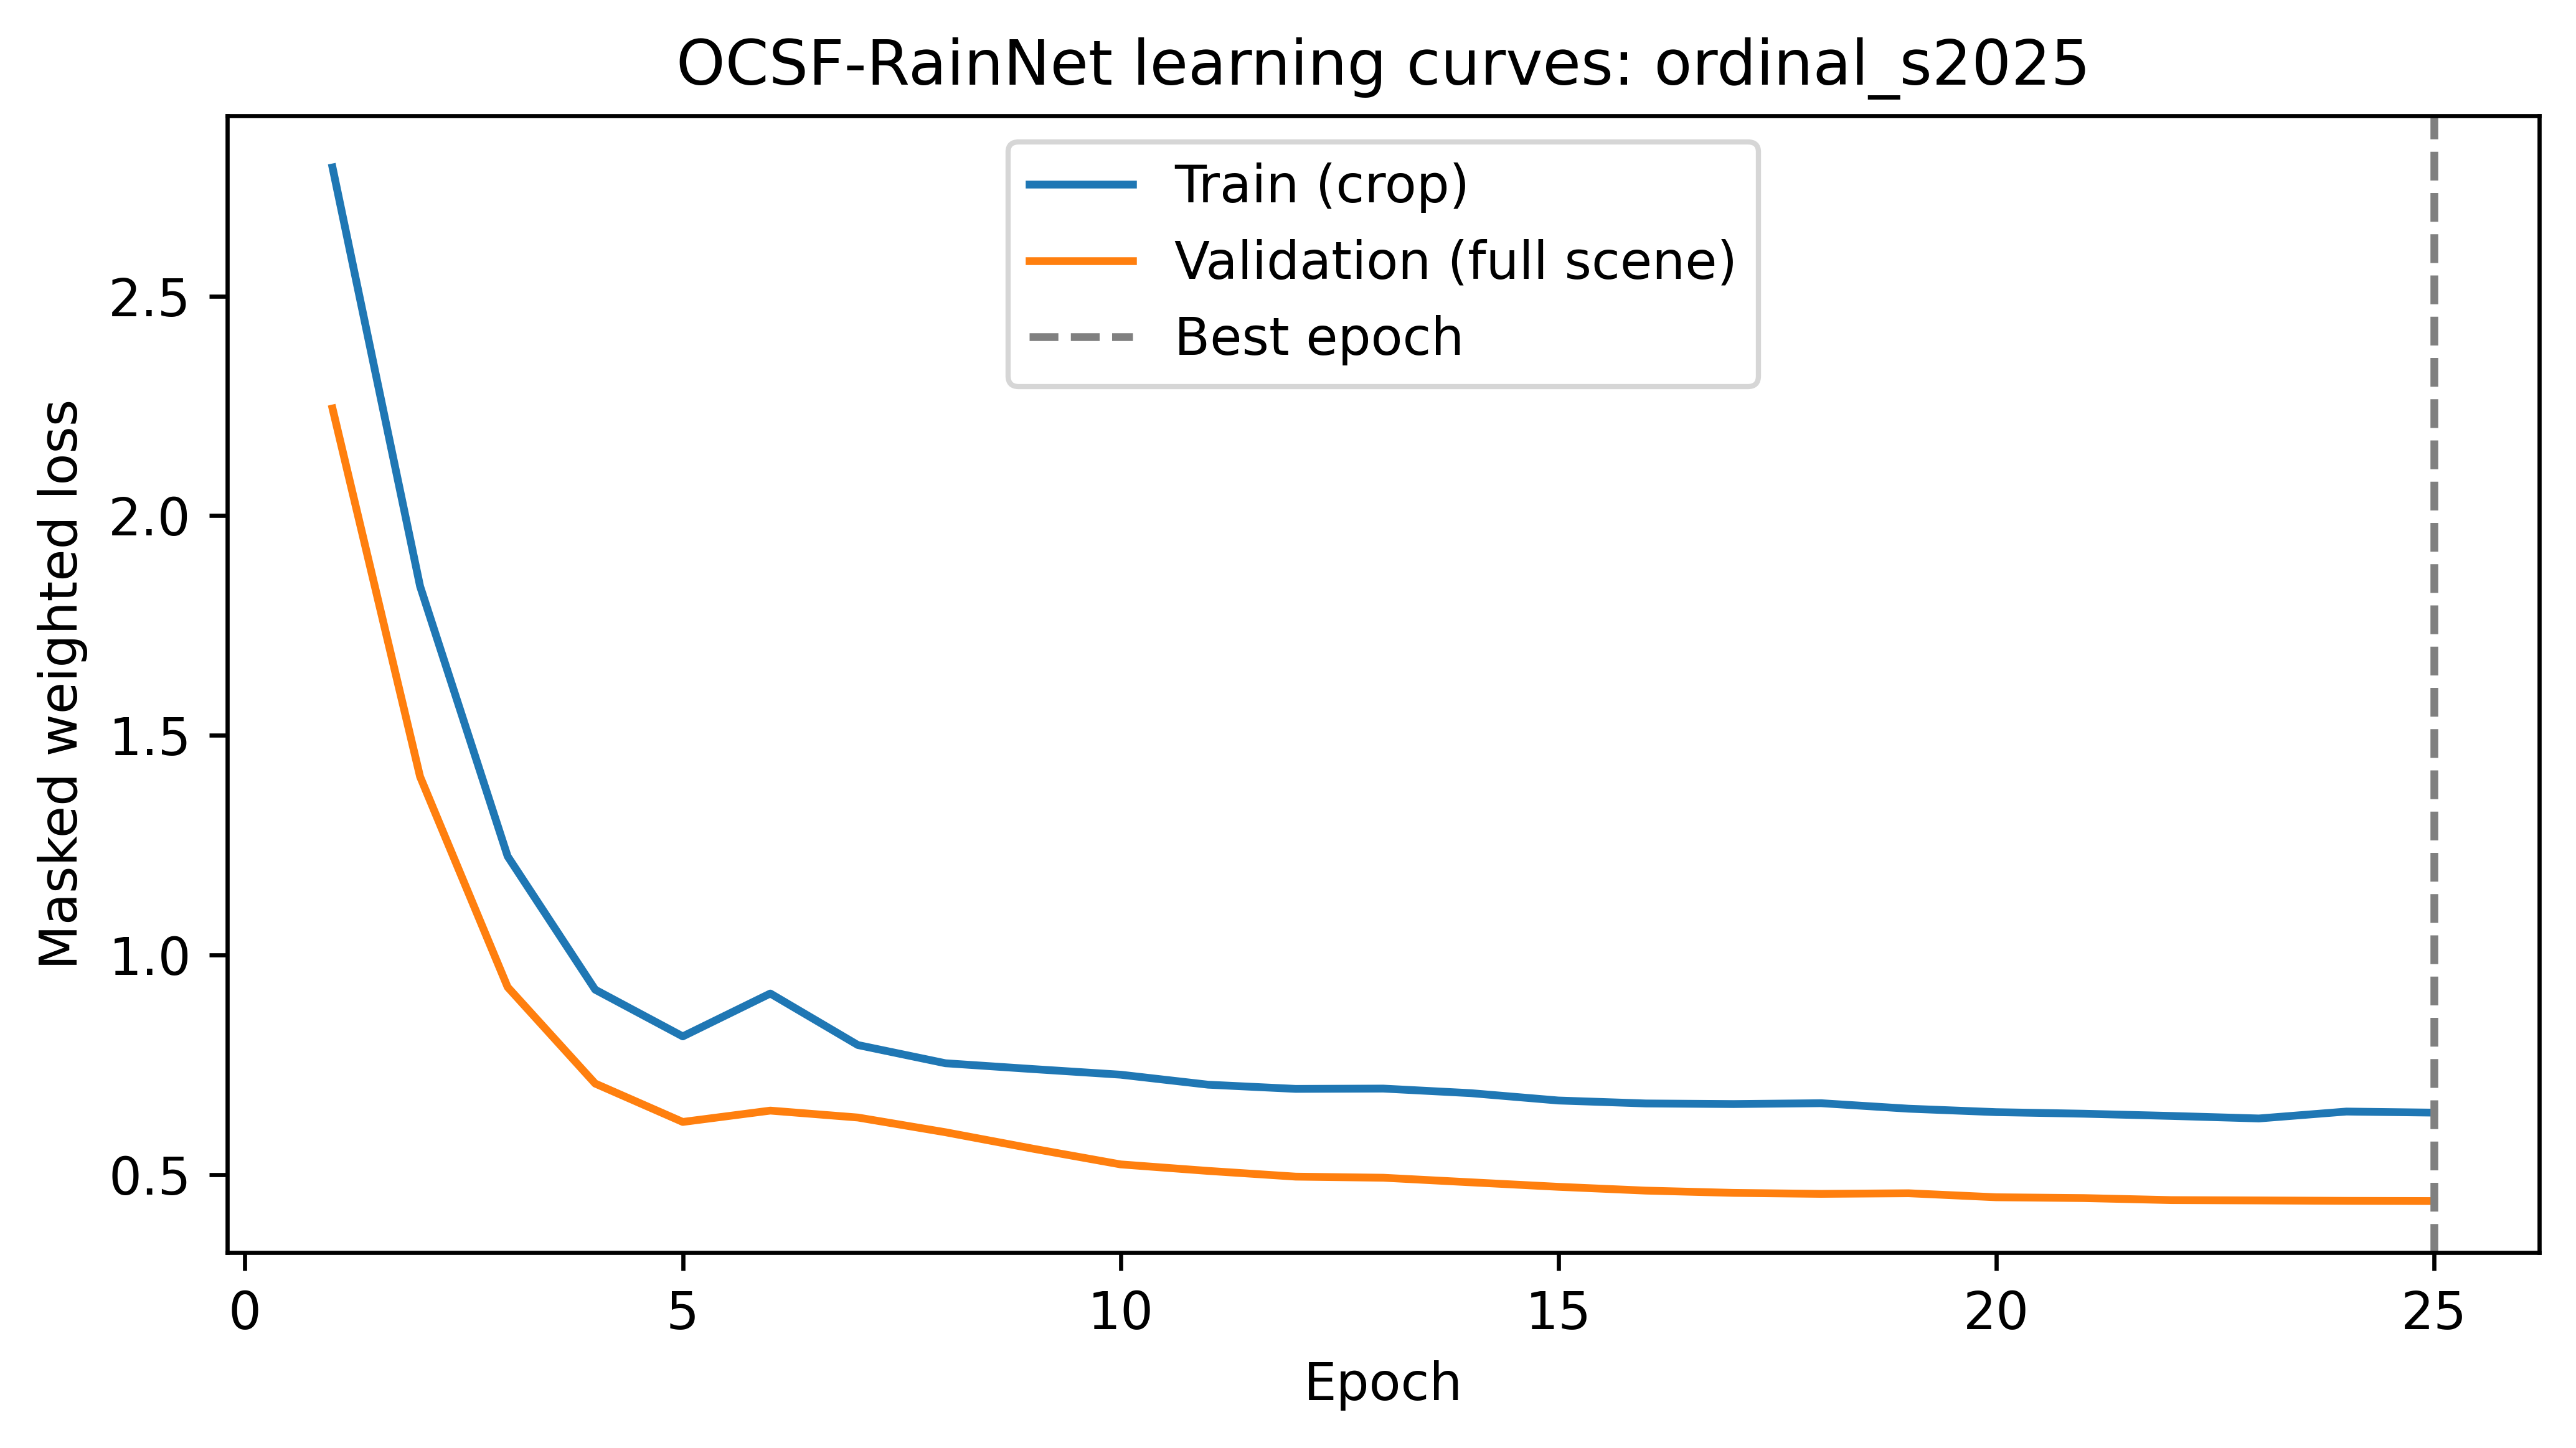 OCSF-RainNet learning curves: ordinal_s2025
Train (crop)
Validation (full scene)
Best epoch
Masked weighted loss
2.5
2.0
1.5
1.0
0.5
0 5 10 15 20 25
Epoch